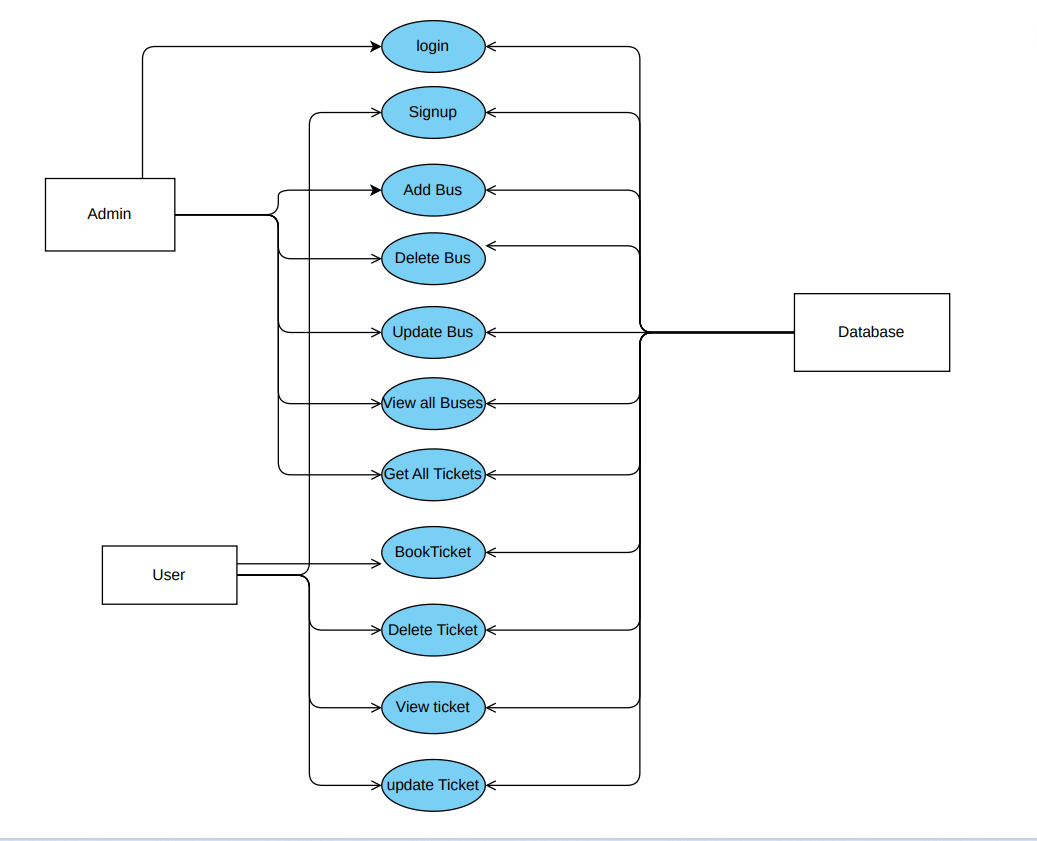 login
Signup
Add Bus
Admin
Delete Bus
Update Bus
Database
View all Buses
Get All Tickets
BookTicket
User
Delete Ticket
View ticket
update Ticket